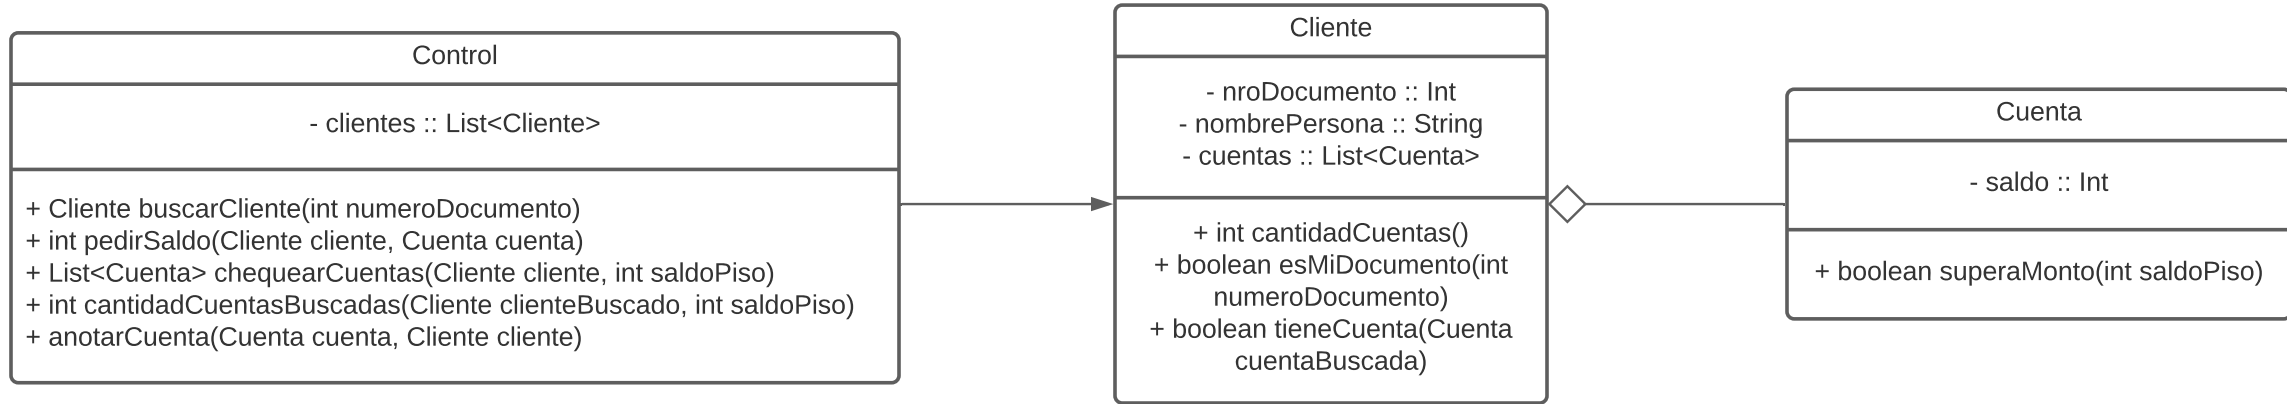 Control
- clientes :: List<Cliente>
+ Cliente buscarCliente(int numeroDocumento)
+ int pedirSaldo(Cliente cliente, Cuenta cuenta)
+ List<Cuenta> chequearCuentas(Cliente cliente, int saldoPiso)
+ int cantidadCuentasBuscadas(Cliente clienteBuscado, int saldoPiso)
+ anotarCuenta(Cuenta cuenta, Cliente cliente)
Cliente
- nroDocumento :: Int
- nombrePersona :: String
- cuentas :: List<Cuenta>
+ int cantidadCuentas()
+ boolean esMiDocumento(int
numeroDocumento)
+ boolean tieneCuenta(Cuenta
cuentaBuscada)
Cuenta
- saldo :: Int
+ boolean superaMonto(int saldoPiso)